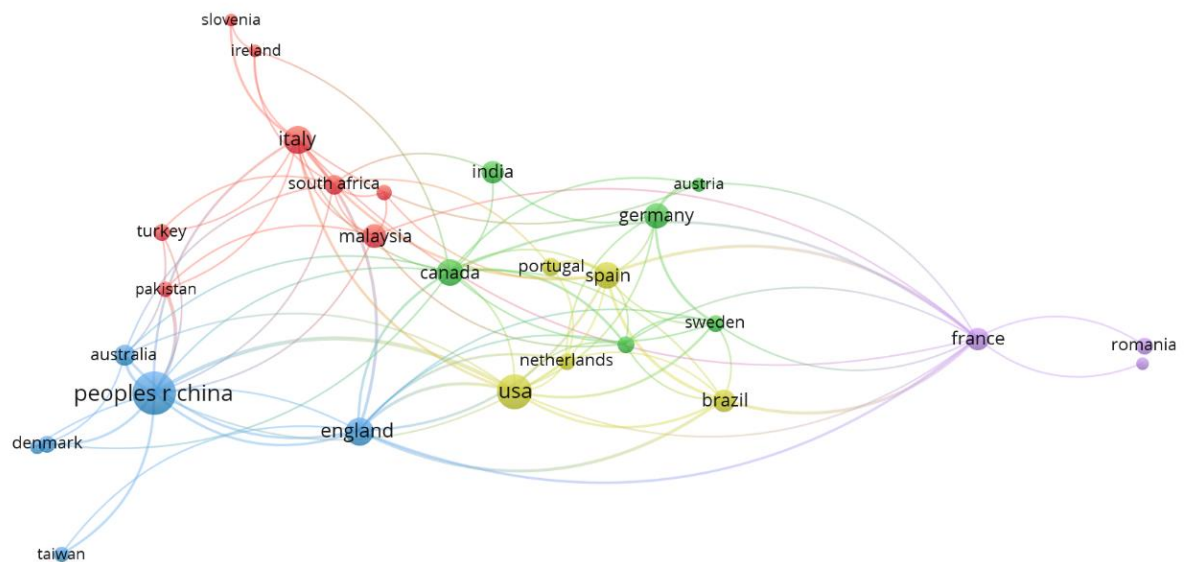 slovenia
ireland
italy
india
south africa
austria
germany
turkey
malaysia
portugal
spain
canada
pakistan
sweden
france
romania
australia
netherlands
peoples r china
usa
brazil
england
denmark
taiwan